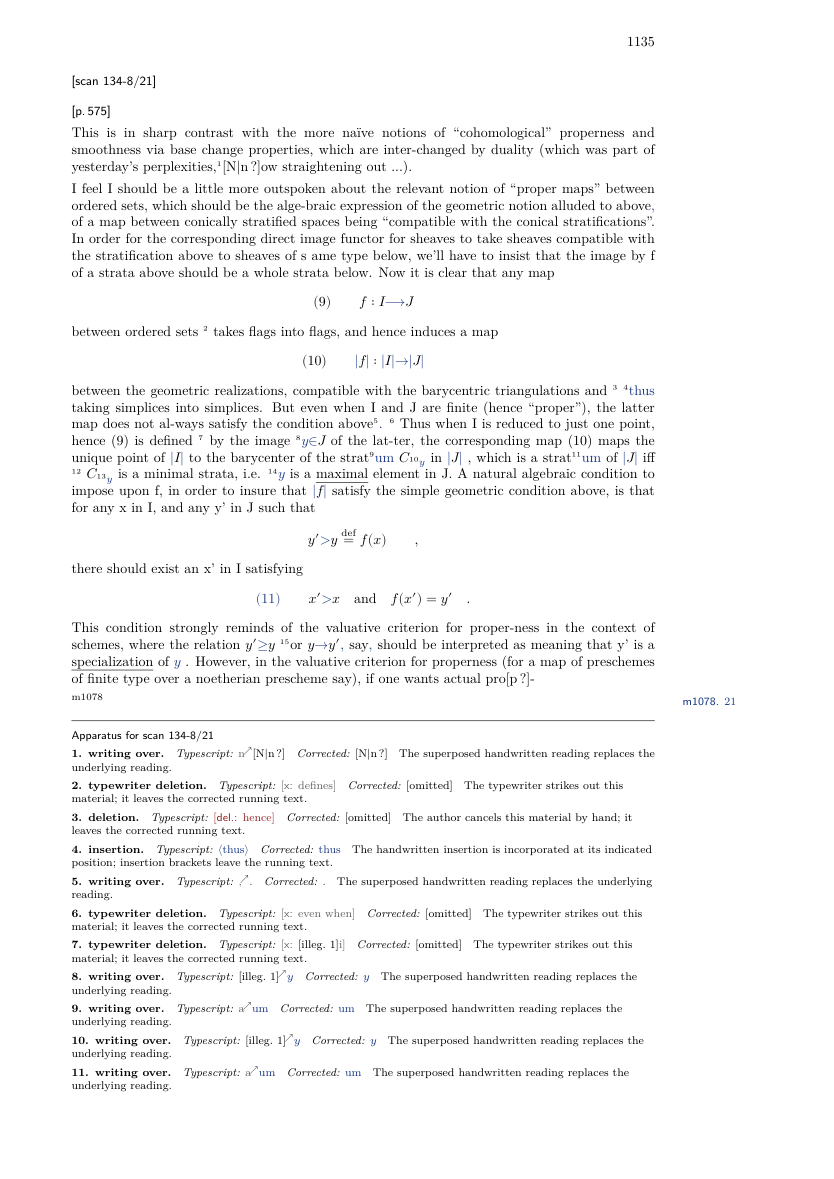 1135
[scan 134-8/21]
[p. 575]
This is in sharp contrast with the more naïve notions of “cohomological” properness and
smoothness via base change properties, which are inter-changed by duality (which was part of
yesterday’s perplexities,¹[N|n ?]ow straightening out ...).
I feel I should be a little more outspoken about the relevant notion of “proper maps” between
ordered sets, which should be the alge-braic expression of the geometric notion alluded to above,
of a map between conically stratified spaces being “compatible with the conical stratifications”.
In order for the corresponding direct image functor for sheaves to take sheaves compatible with
the stratification above to sheaves of s ame type below, we’ll have to insist that the image by f
of a strata above should be a whole strata below. Now it is clear that any map
(9) f : I⟶J
between ordered sets ² takes flags into flags, and hence induces a map
(10) |f| : |I|→|J|
between the geometric realizations, compatible with the barycentric triangulations and ³ ⁴thus
taking simplices into simplices. But even when I and J are finite (hence “proper”), the latter
map does not al-ways satisfy the condition above⁵. ⁶ Thus when I is reduced to just one point,
hence (9) is defined ⁷ by the image ⁸y∈J of the lat-ter, the corresponding map (10) maps the
unique point of |I| to the barycenter of the strat⁹um C₁₀y in |J| , which is a strat¹¹um of |J| iff
¹² C₁₃y is a minimal strata, i.e. ¹⁴y is a maximal element in J. A natural algebraic condition to
impose upon f, in order to insure that |f| satisfy the simple geometric condition above, is that
for any x in I, and any y’ in J such that
y′>y def= f(x) ,
there should exist an x’ in I satisfying
(11) x′>x and f(x′) = y′ .
This condition strongly reminds of the valuative criterion for proper-ness in the context of
schemes, where the relation y′≥y ¹⁵or y→y′, say, should be interpreted as meaning that y’ is a
specialization of y . However, in the valuative criterion for properness (for a map of preschemes
of finite type over a noetherian prescheme say), if one wants actual pro[p ?]-
m1078
m1078. 21
Apparatus for scan 134-8/21
1. writing over. Typescript: n↗[N|n ?] Corrected: [N|n ?] The superposed handwritten reading replaces the
underlying reading.
2. typewriter deletion. Typescript: [x: defines] Corrected: [omitted] The typewriter strikes out this
material; it leaves the corrected running text.
3. deletion. Typescript: [del.: hence] Corrected: [omitted] The author cancels this material by hand; it
leaves the corrected running text.
4. insertion. Typescript: ⟨thus⟩ Corrected: thus The handwritten insertion is incorporated at its indicated
position; insertion brackets leave the running text.
5. writing over. Typescript: ,↗. Corrected: . The superposed handwritten reading replaces the underlying
reading.
6. typewriter deletion. Typescript: [x: even when] Corrected: [omitted] The typewriter strikes out this
material; it leaves the corrected running text.
7. typewriter deletion. Typescript: [x: [illeg. 1]i] Corrected: [omitted] The typewriter strikes out this
material; it leaves the corrected running text.
8. writing over. Typescript: [illeg. 1]↗y Corrected: y The superposed handwritten reading replaces the
underlying reading.
9. writing over. Typescript: a↗um Corrected: um The superposed handwritten reading replaces the
underlying reading.
10. writing over. Typescript: [illeg. 1]↗y Corrected: y The superposed handwritten reading replaces the
underlying reading.
11. writing over. Typescript: a↗um Corrected: um The superposed handwritten reading replaces the
underlying reading.